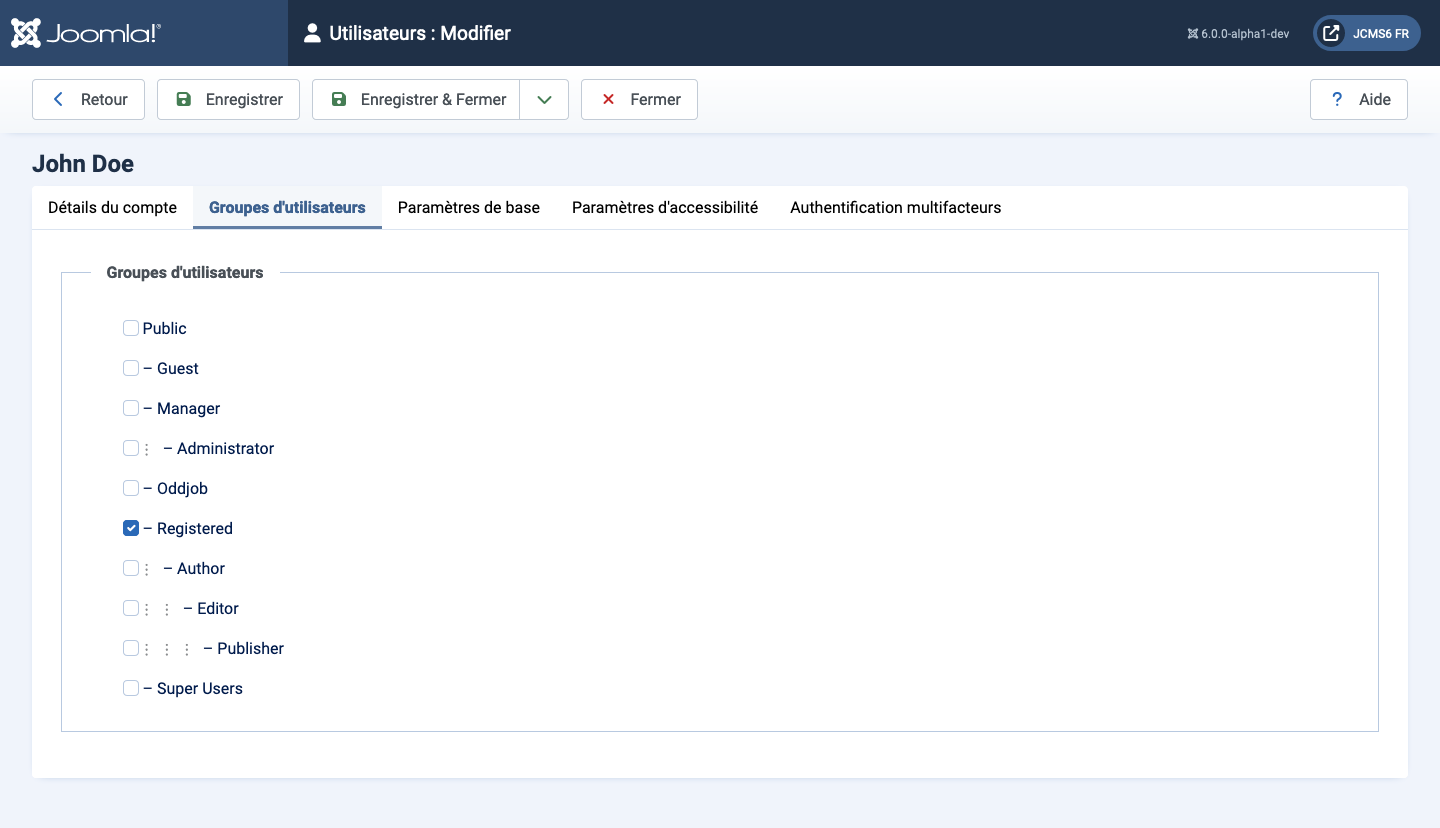 Joomla!®
Utilisateurs : Modifier
6.0.0-alpha1-dev
JCMS6 FR
Retour
Enregistrer
Enregistrer & Fermer
Fermer
? Aide
John Doe
Détails du compte
Groupes d'utilisateurs
Paramètres de base
Paramètres d'accessibilité
Authentification multifacteurs
Groupes d'utilisateurs
Public
– Guest
– Manager
⋮ – Administrator
– Oddjob
– Registered
⋮ – Author
⋮ ⋮ – Editor
⋮ ⋮ ⋮ – Publisher
– Super Users